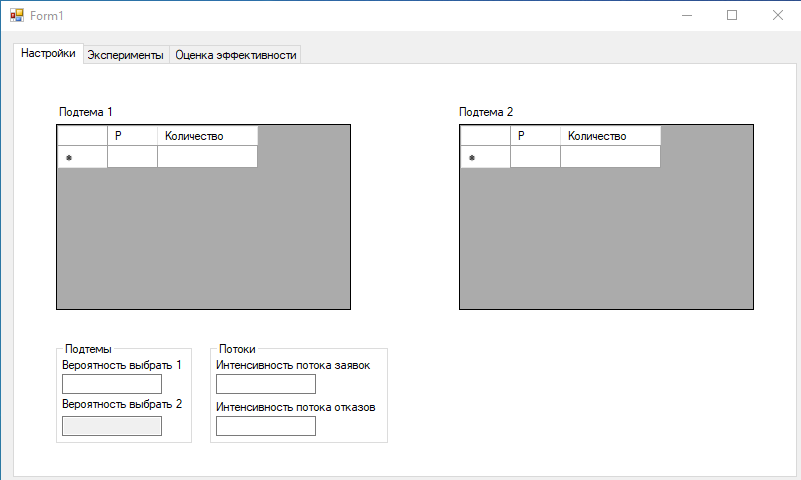 Form1
Настройки Эксперименты Оценка эффективности
Подтема 1 Подтема 2
P Количество P Количество
* *
Подтемы Потоки
Вероятность выбрать 1 Интенсивность потока заявок
Вероятность выбрать 2 Интенсивность потока отказов